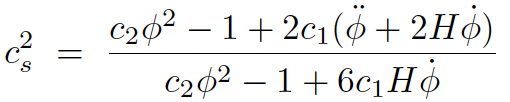 $c_s^2 = \frac{c_2\phi^2 - 1 + 2c_1(\ddot{\phi} + 2H\dot{\phi})}{c_2\phi^2 - 1 + 6c_1H\dot{\phi}}$